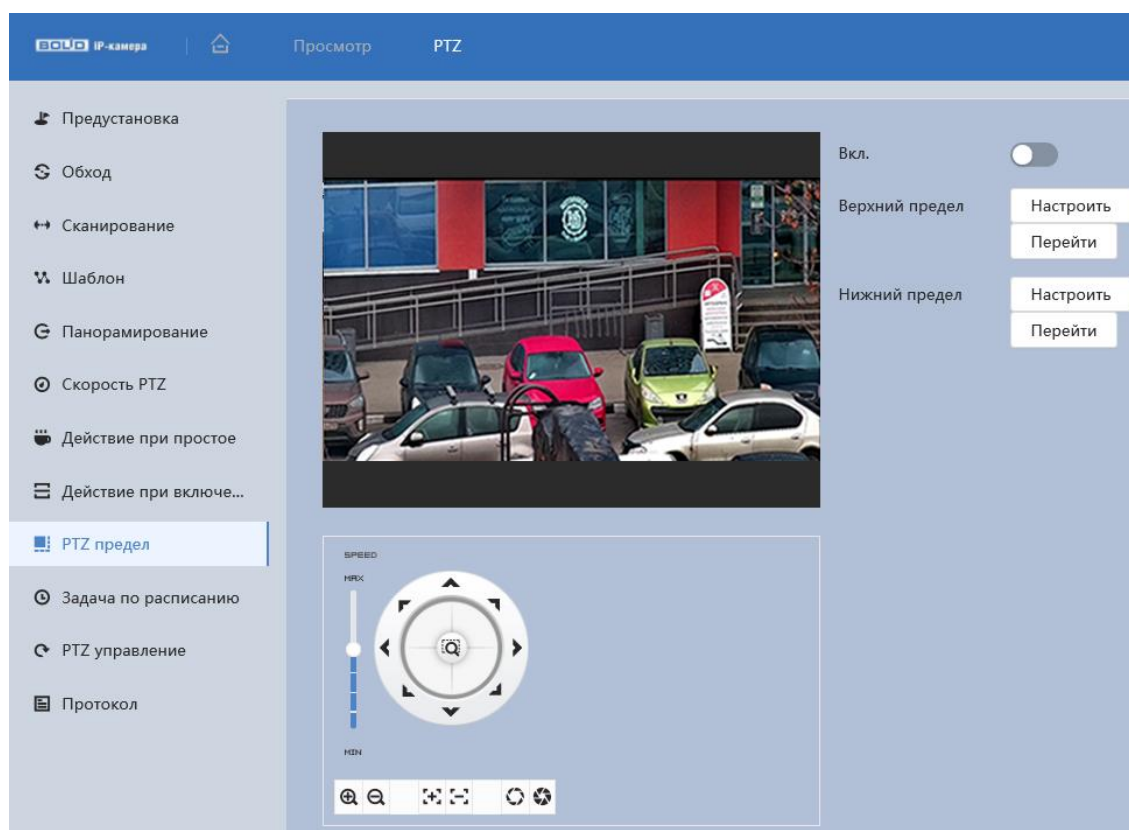 BOLID IP-камера
Просмотр
PTZ
Предустановка
Обход
Сканирование
Шаблон
Панорамирование
Скорость PTZ
Действие при простое
Действие при включе...
PTZ предел
Задача по расписанию
PTZ управление
Протокол
Вкл.
Верхний предел
Настроить
Перейти
Нижний предел
Настроить
Перейти
SPEED
MAX
MIN